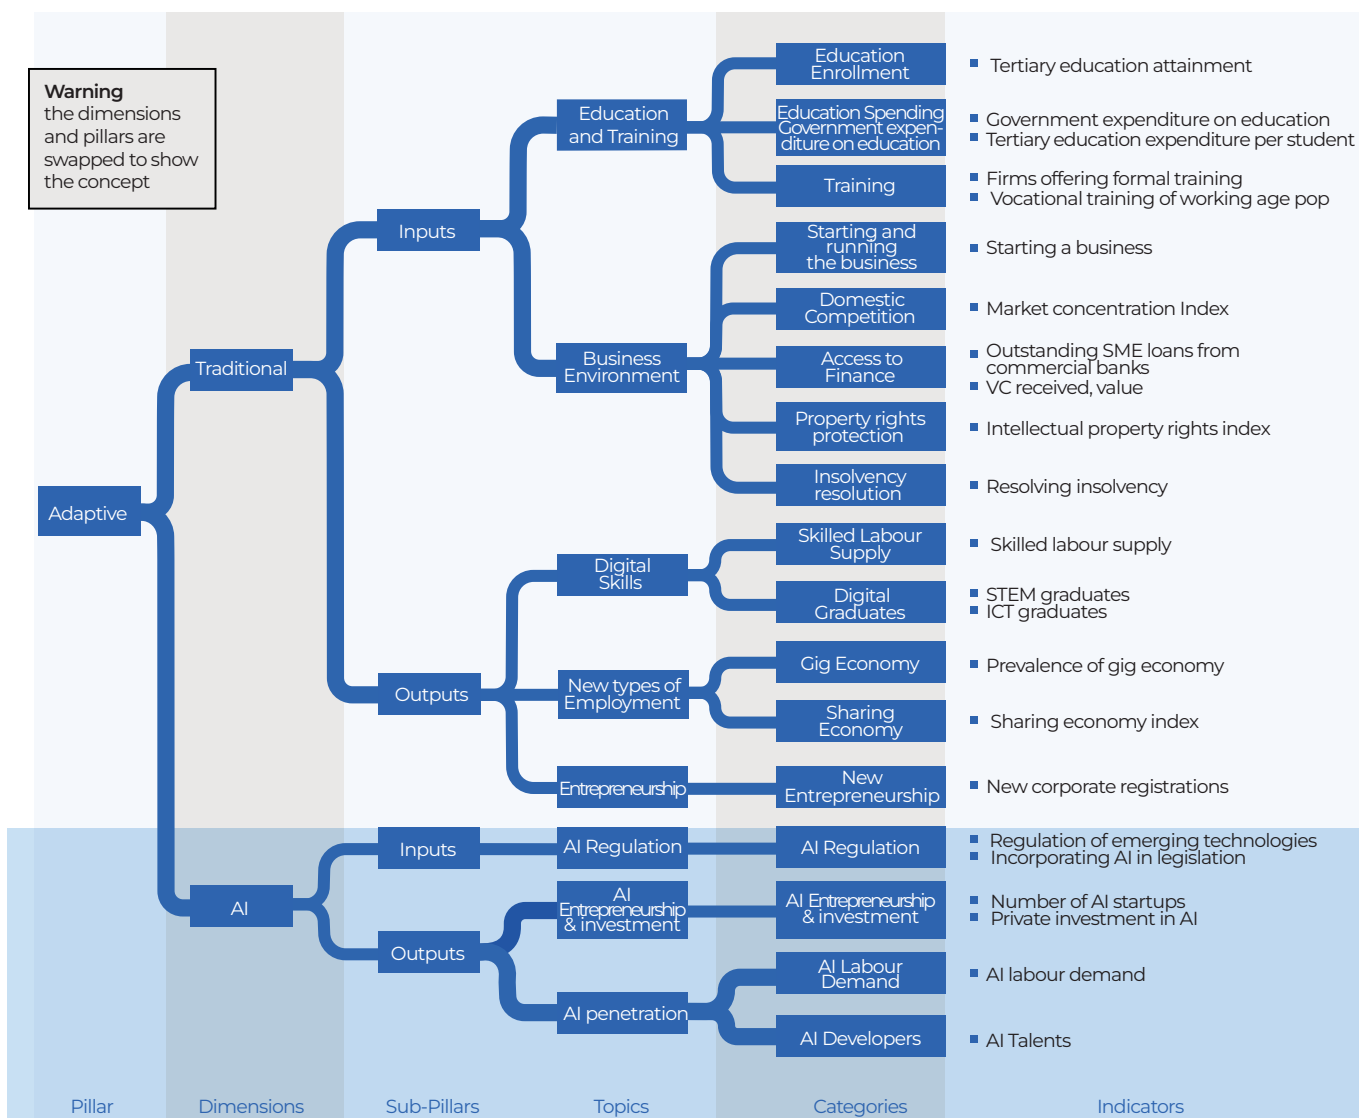 Warning
the dimensions
and pillars are
swapped to show
the concept
Adaptive
Traditional
Inputs
Education
and Training
Education
Enrollment
Tertiary education attainment
Education Spending
Government expen-
diture on education
Government expenditure on education
Tertiary education expenditure per student
Training
Firms offering formal training
Vocational training of working age pop
Business
Environment
Starting and
running
the business
Starting a business
Domestic
Competition
Market concentration Index
Access to
Finance
Outstanding SME loans from
commercial banks
VC received, value
Property rights
protection
Intellectual property rights index
Insolvency
resolution
Resolving insolvency
Outputs
Digital
Skills
Skilled Labour
Supply
Skilled labour supply
Digital
Graduates
STEM graduates
ICT graduates
New types of
Employment
Gig Economy
Prevalence of gig economy
Sharing
Economy
Sharing economy index
Entrepreneurship
New
Entrepreneurship
New corporate registrations
AI
Inputs
AI Regulation
AI Regulation
Regulation of emerging technologies
Incorporating AI in legislation
Outputs
AI
Entrepreneurship
& investment
AI Entrepreneurship
& investment
Number of AI startups
Private investment in AI
AI penetration
AI Labour
Demand
AI labour demand
AI Developers
AI Talents
Pillar
Dimensions
Sub-Pillars
Topics
Categories
Indicators